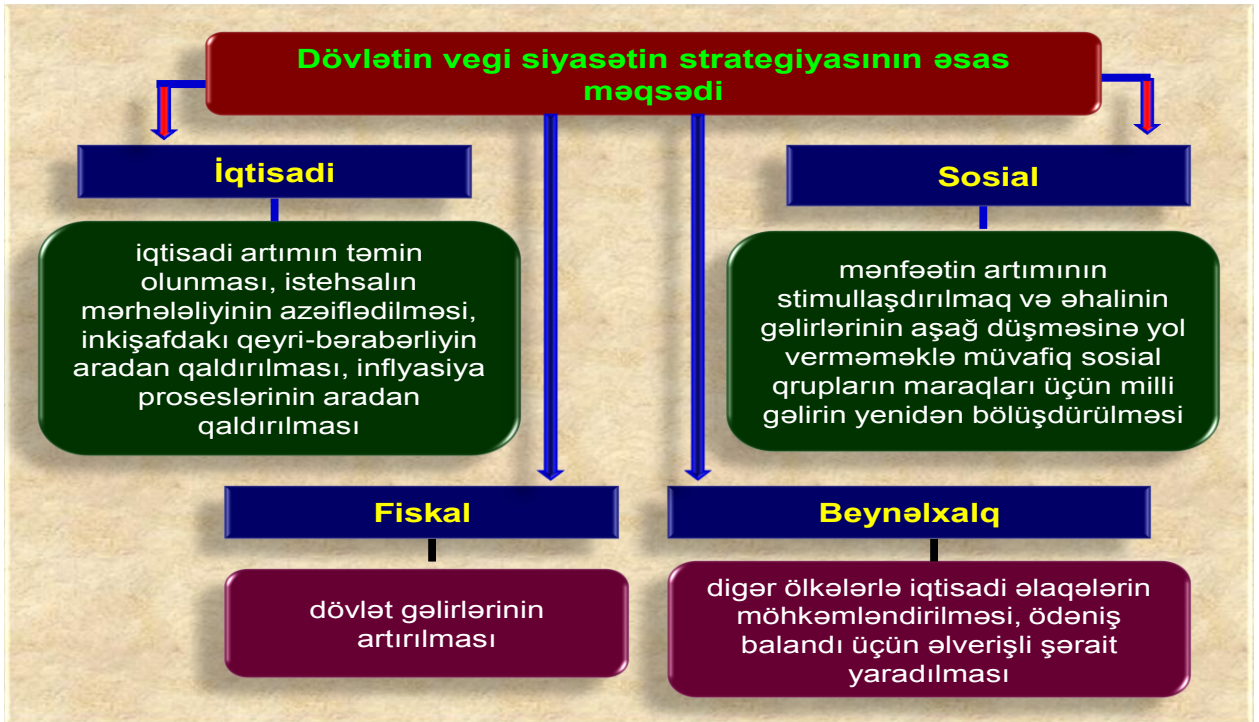 Dövlətin vegi siyasətin strategiyasının əsas
məqsədi
İqtisadi
iqtisadi artımın təmin
olunması, istehsalın
mərhələliyinin azəiflədilməsi,
inkişafdakı qeyri-bərabərliyin
aradan qaldırılması, inflyasiya
proseslərinin aradan
qaldırılması
Sosial
mənfəətin artımının
stimullaşdırılmaq və əhalinin
gəlirlərinin aşağ düşməsinə yol
verməməklə müvafiq sosial
qrupların maraqları üçün milli
gəlirin yenidən bölüşdürülməsi
Fiskal
dövlət gəlirlərinin
artırılması
Beynəlxalq
digər ölkələrlə iqtisadi əlaqələrin
möhkəmləndirilməsi, ödəniş
balandı üçün əlverişli şərait
yaradılması